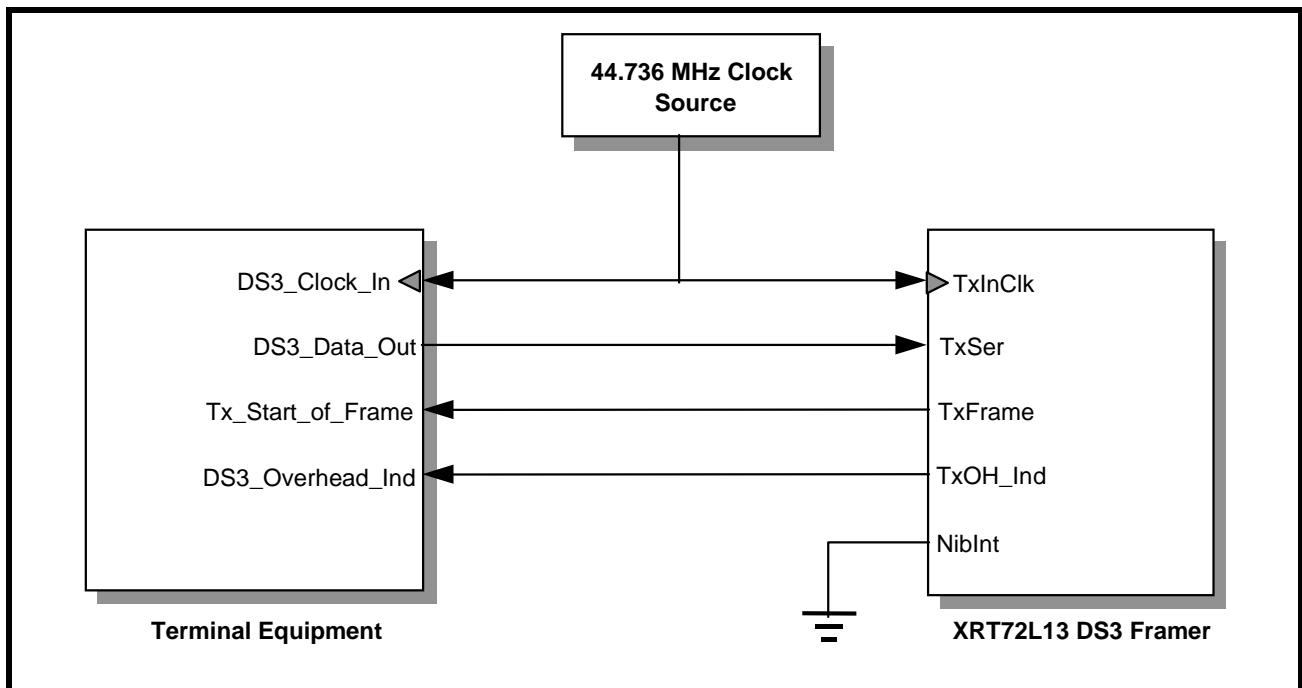 44.736 MHz Clock
Source
DS3_Clock_In
TxInClk
DS3_Data_Out
TxSer
Tx_Start_of_Frame
TxFrame
DS3_Overhead_Ind
TxOH_Ind
NibInt
Terminal Equipment
XRT72L13 DS3 Framer